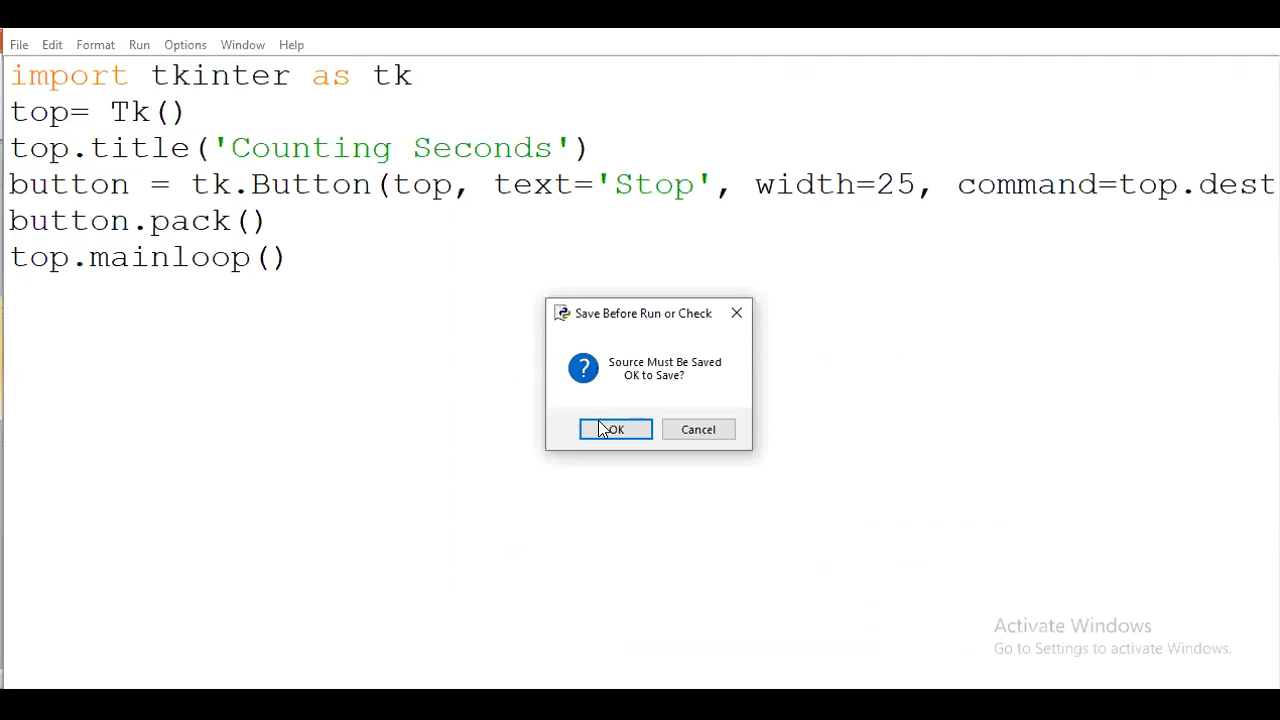 File Edit Format Run Options Window Help
import tkinter as tk
top= Tk()
top.title('Counting Seconds')
button = tk.Button(top, text='Stop', width=25, command=top.dest
button.pack()
top.mainloop()
Save Before Run or Check
Source Must Be Saved
OK to Save?
OK Cancel
Activate Windows
Go to Settings to activate Windows.